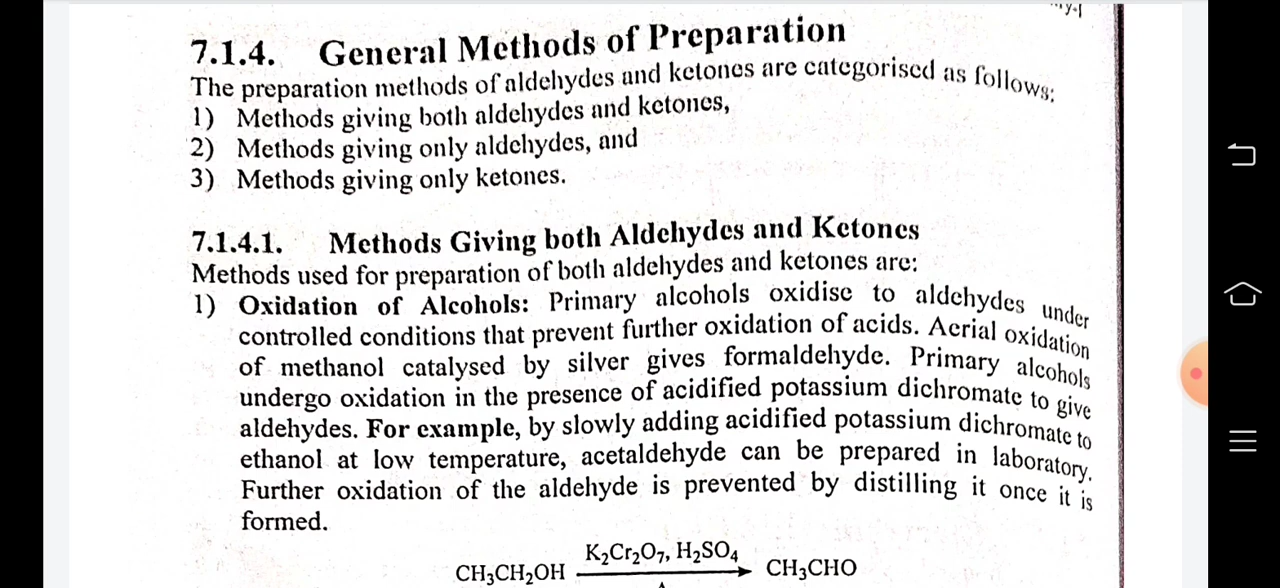 7.1.4. General Methods of Preparation
The preparation methods of aldehydes and ketones are categorised as follows:
1) Methods giving both aldehydes and ketones,
2) Methods giving only aldehydes, and
3) Methods giving only ketones.
7.1.4.1. Methods Giving both Aldehydes and Ketones
Methods used for preparation of both aldehydes and ketones are:
1) Oxidation of Alcohols: Primary alcohols oxidise to aldehydes under
controlled conditions that prevent further oxidation of acids. Aerial oxidation
of methanol catalysed by silver gives formaldehyde. Primary alcohols
undergo oxidation in the presence of acidified potassium dichromate to give
aldehydes. For example, by slowly adding acidified potassium dichromate to
ethanol at low temperature, acetaldehyde can be prepared in laboratory.
Further oxidation of the aldehyde is prevented by distilling it once it is
formed.
K₂Cr₂O₇, H₂SO₄
CH₃CH₂OH CH₃CHO